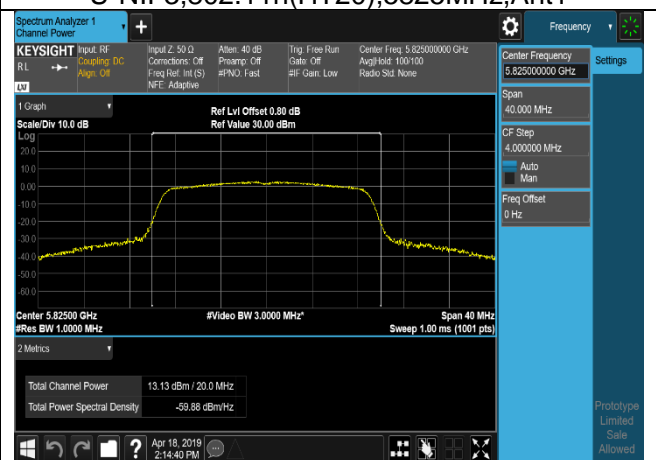 U-NII-3,802.11n(HT20),5825MHz,Ant1
Spectrum Analyzer 1
Channel Power
Frequency
KEYSIGHT
RL
LXI
Input: RF
Coupling: DC
Align: Off
Input Z: 50 Ω
Corrections: Off
Freq Ref: Int (S)
NFE: Adaptive
Atten: 40 dB
Preamp: Off
#PNO: Fast
Trig: Free Run
Gate: Off
#IF Gain: Low
Center Freq: 5.825000000 GHz
Avg|Hold: 100/100
Radio Std: None
Center Frequency
5.825000000 GHz
Settings
Span
40.000 MHz
CF Step
4.000000 MHz
Auto
Man
Freq Offset
0 Hz
1 Graph
Scale/Div 10.0 dB
Ref Lvl Offset 0.80 dB
Ref Value 30.00 dBm
Log
20.0
10.0
0.00
-10.0
-20.0
-30.0
-40.0
-50.0
-60.0
Center 5.82500 GHz
#Video BW 3.0000 MHz*
Span 40 MHz
#Res BW 1.0000 MHz
Sweep 1.00 ms (1001 pts)
2 Metrics
Total Channel Power 13.13 dBm / 20.0 MHz
Total Power Spectral Density -59.88 dBm/Hz
Prototype
Limited
Sale
Allowed
?
Apr 18, 2019
2:14:40 PM